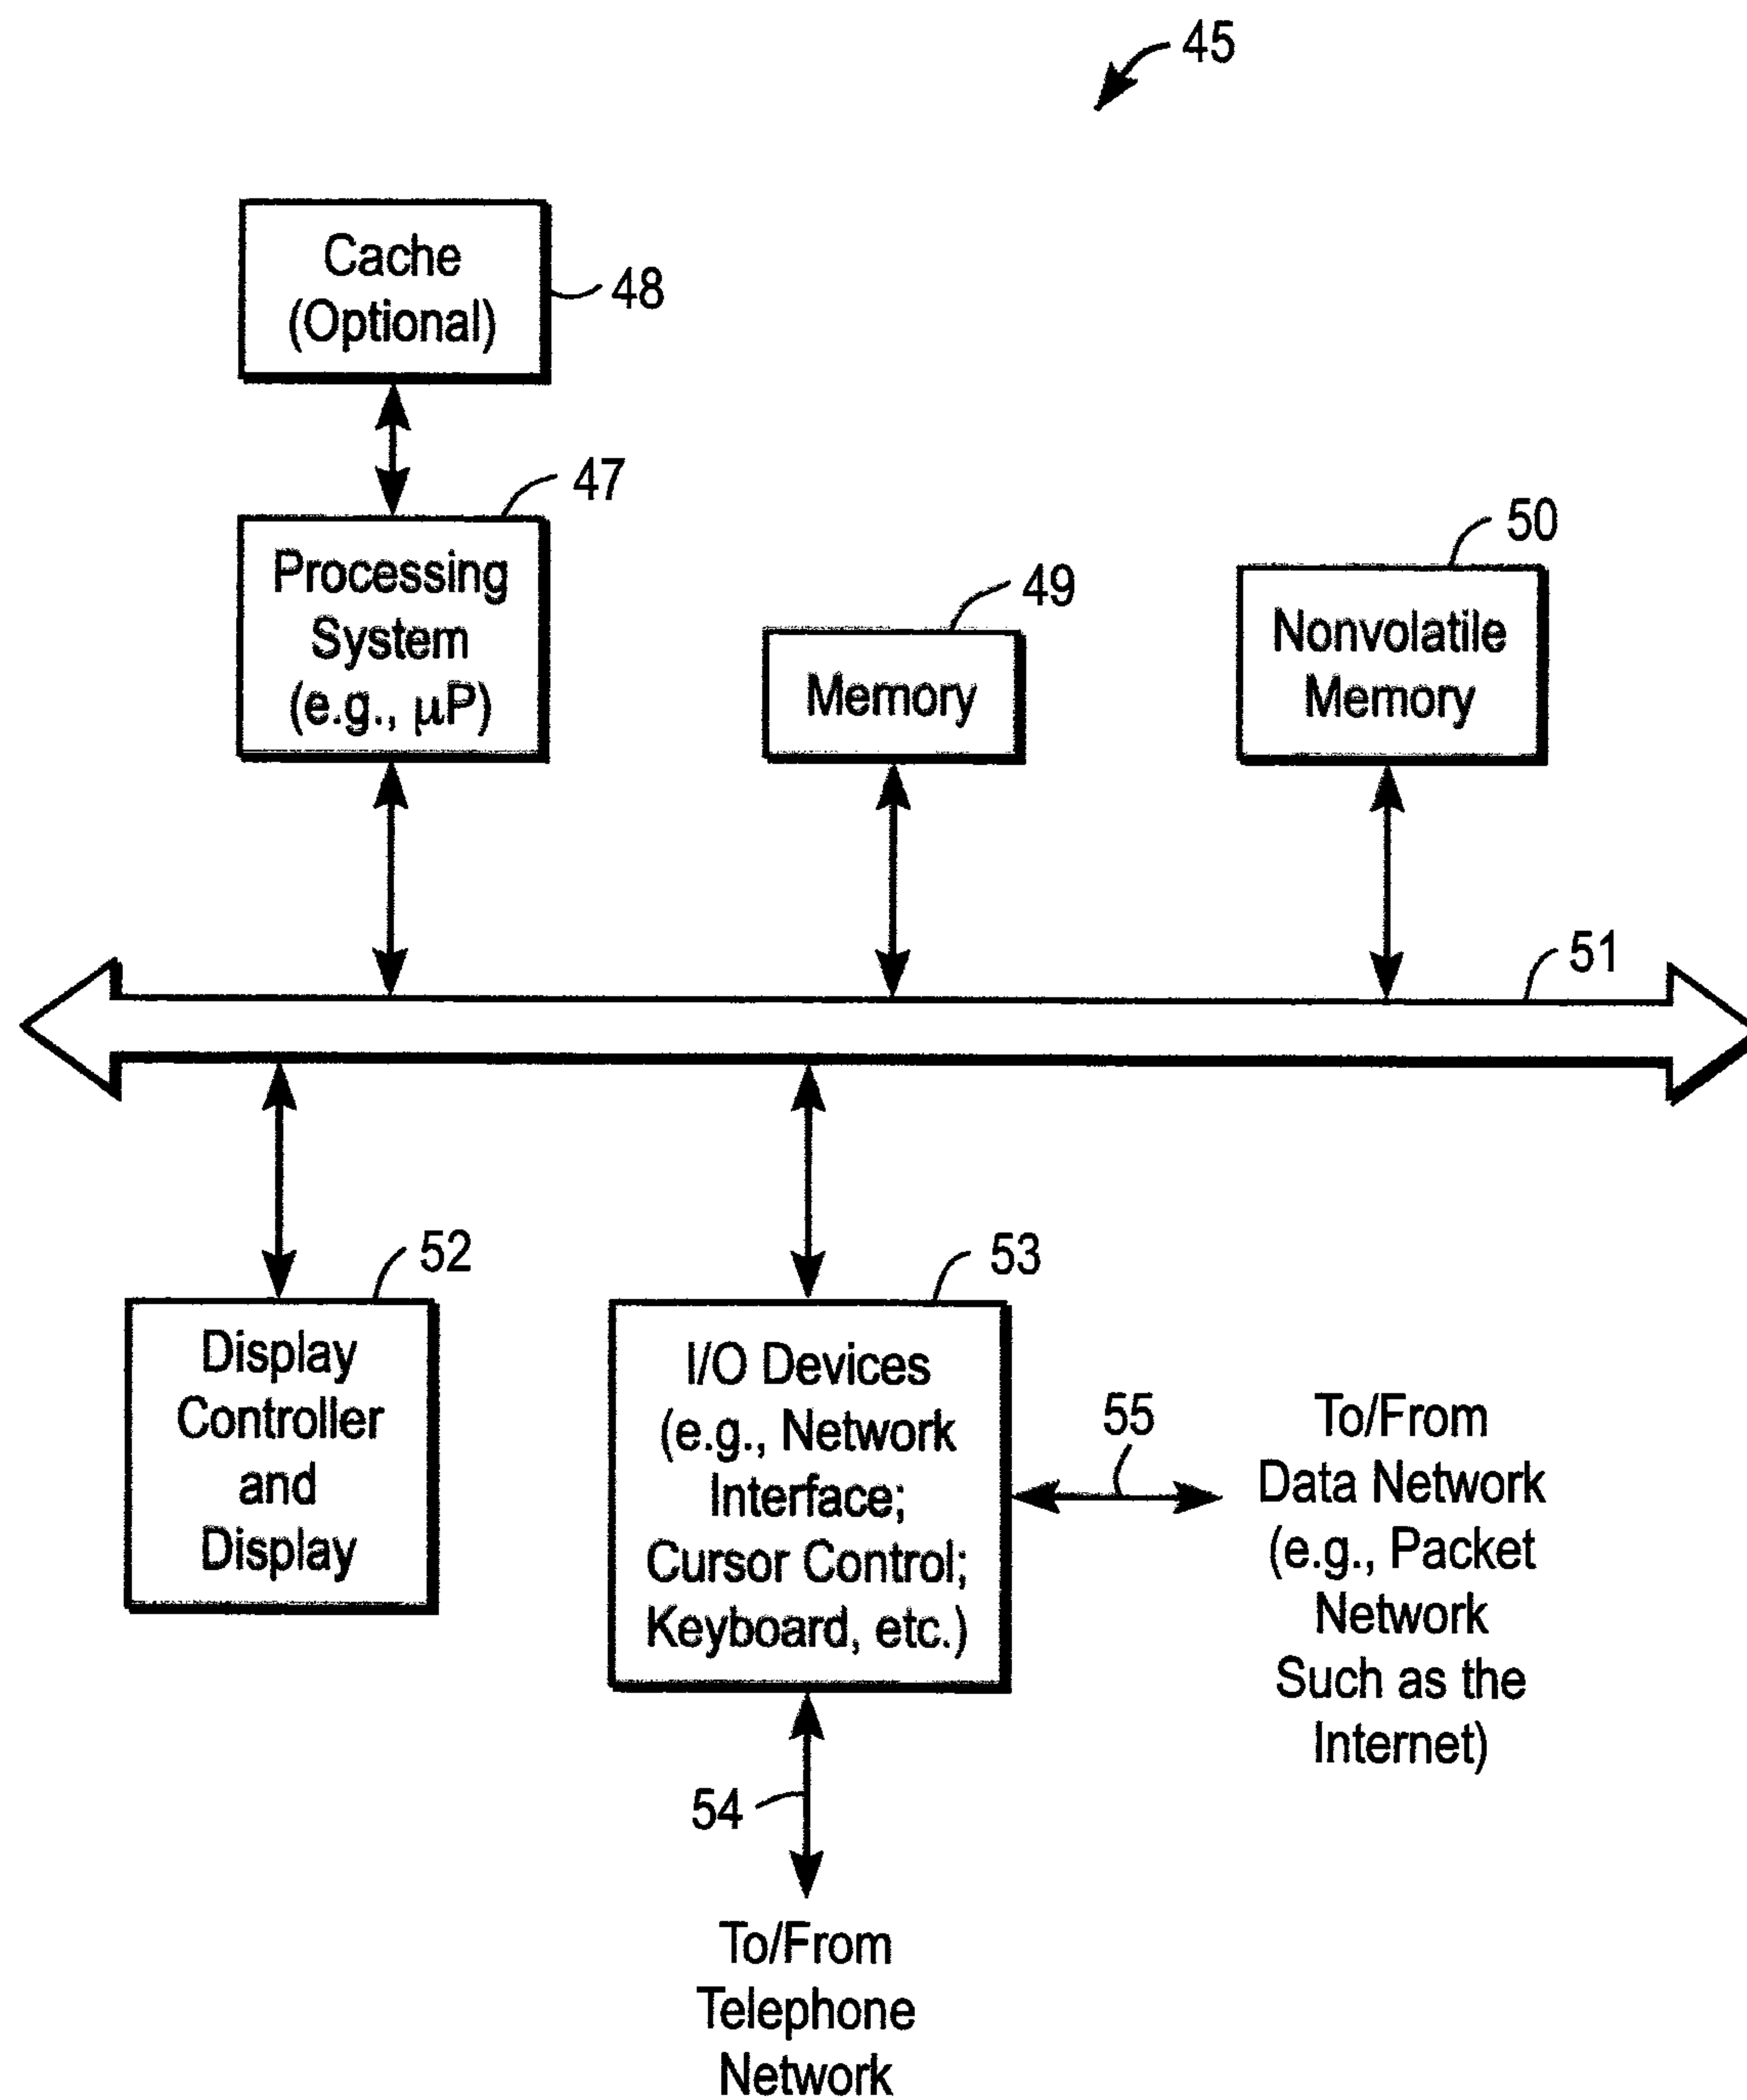 45
Cache
(Optional)
48
47
Processing
System
(e.g., μP)
49
Memory
50
Nonvolatile
Memory
51
52
Display
Controller
and
Display
53
I/O Devices
(e.g., Network
Interface;
Cursor Control;
Keyboard, etc.)
55
To/From
Data Network
(e.g., Packet
Network
Such as the
Internet)
54
To/From
Telephone
Network